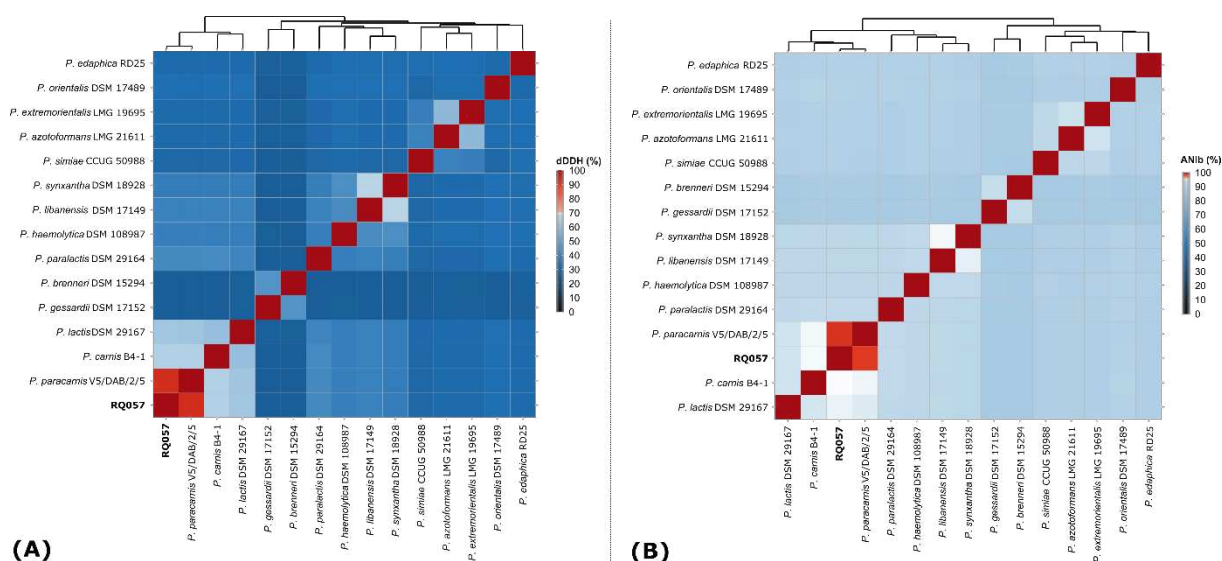 P. edaphica RD25
P. orientalis DSM 17489
P. extremorientalis LMG 19695
P. azotoformans LMG 21611
P. simiae CCUG 50988
P. synxantha DSM 18928
P. libanensis DSM 17149
P. haemolytica DSM 108987
P. paralactis DSM 29164
P. brenneri DSM 15294
P. gessardii DSM 17152
P. lactis DSM 29167
P. carnis B4-1
P. paracarnis V5/DAB/2/5
RQ057
RQ057
P. paracarnis V5/DAB/2/5
P. carnis B4-1
P. lactis DSM 29167
P. gessardii DSM 17152
P. brenneri DSM 15294
P. paralactis DSM 29164
P. haemolytica DSM 108987
P. libanensis DSM 17149
P. synxantha DSM 18928
P. simiae CCUG 50988
P. azotoformans LMG 21611
P. extremorientalis LMG 19695
P. orientalis DSM 17489
P. edaphica RD25
dDDH (%)
100
90
80
70
60
50
40
30
20
10
0
(A)
P. edaphica RD25
P. orientalis DSM 17489
P. extremorientalis LMG 19695
P. azotoformans LMG 21611
P. simiae CCUG 50988
P. brenneri DSM 15294
P. gessardii DSM 17152
P. synxantha DSM 18928
P. libanensis DSM 17149
P. haemolytica DSM 108987
P. paralactis DSM 29164
P. paracarnis V5/DAB/2/5
RQ057
P. carnis B4-1
P. lactis DSM 29167
P. lactis DSM 29167
P. carnis B4-1
RQ057
P. paracarnis V5/DAB/2/5
P. paralactis DSM 29164
P. haemolytica DSM 108987
P. libanensis DSM 17149
P. synxantha DSM 18928
P. gessardii DSM 17152
P. brenneri DSM 15294
P. simiae CCUG 50988
P. azotoformans LMG 21611
P. extremorientalis LMG 19695
P. orientalis DSM 17489
P. edaphica RD25
ANIb (%)
100
90
80
70
60
50
40
30
20
10
0
(B)